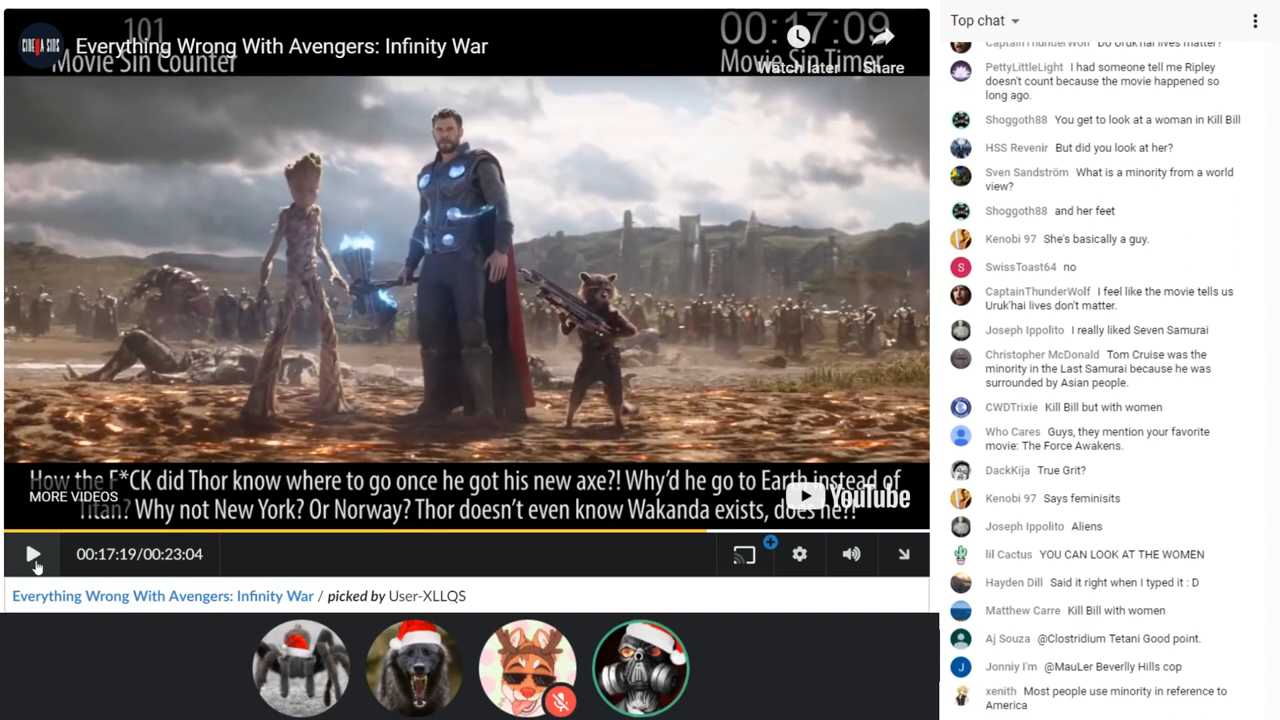 101
Movie Sin Counter
CINEMA SINS
Everything Wrong With Avengers: Infinity War
00:17:09
Movie Sin Timer
Watch later
Share
How the F*CK did Thor know where to go once he got his new axe?! Why'd he go to Earth instead of
Titan? Why not New York? Or Norway? Thor doesn't even know Wakanda exists, does he?!
MORE VIDEOS
YouTube
00:17:19/00:23:04
Everything Wrong With Avengers: Infinity War / picked by User-XLLQS
Top chat
CaptainThunderWolf Do Uruk'hai lives matter?
PettyLittleLight I had someone tell me Ripley
doesn't count because the movie happened so
long ago.
Shoggoth88 You get to look at a woman in Kill Bill
HSS Revenir But did you look at her?
Sven Sandström What is a minority from a world
view?
Shoggoth88 and her feet
Kenobi 97 She's basically a guy.
S
SwissToast64 no
CaptainThunderWolf I feel like the movie tells us
Uruk'hai lives don't matter.
Joseph Ippolito I really liked Seven Samurai
Christopher McDonald Tom Cruise was the
minority in the Last Samurai because he was
surrounded by Asian people.
CWDTrixie Kill Bill but with women
Who Cares Guys, they mention your favorite
movie: The Force Awakens.
DackKija True Grit?
Kenobi 97 Says feminisits
Joseph Ippolito Aliens
lil Cactus YOU CAN LOOK AT THE WOMEN
Hayden Dill Said it right when I typed it : D
Matthew Carre Kill Bill with women
Aj Souza @Clostridium Tetani Good point.
J
Jonniy I'm @MauLer Beverlly Hills cop
xenith Most people use minority in reference to
America